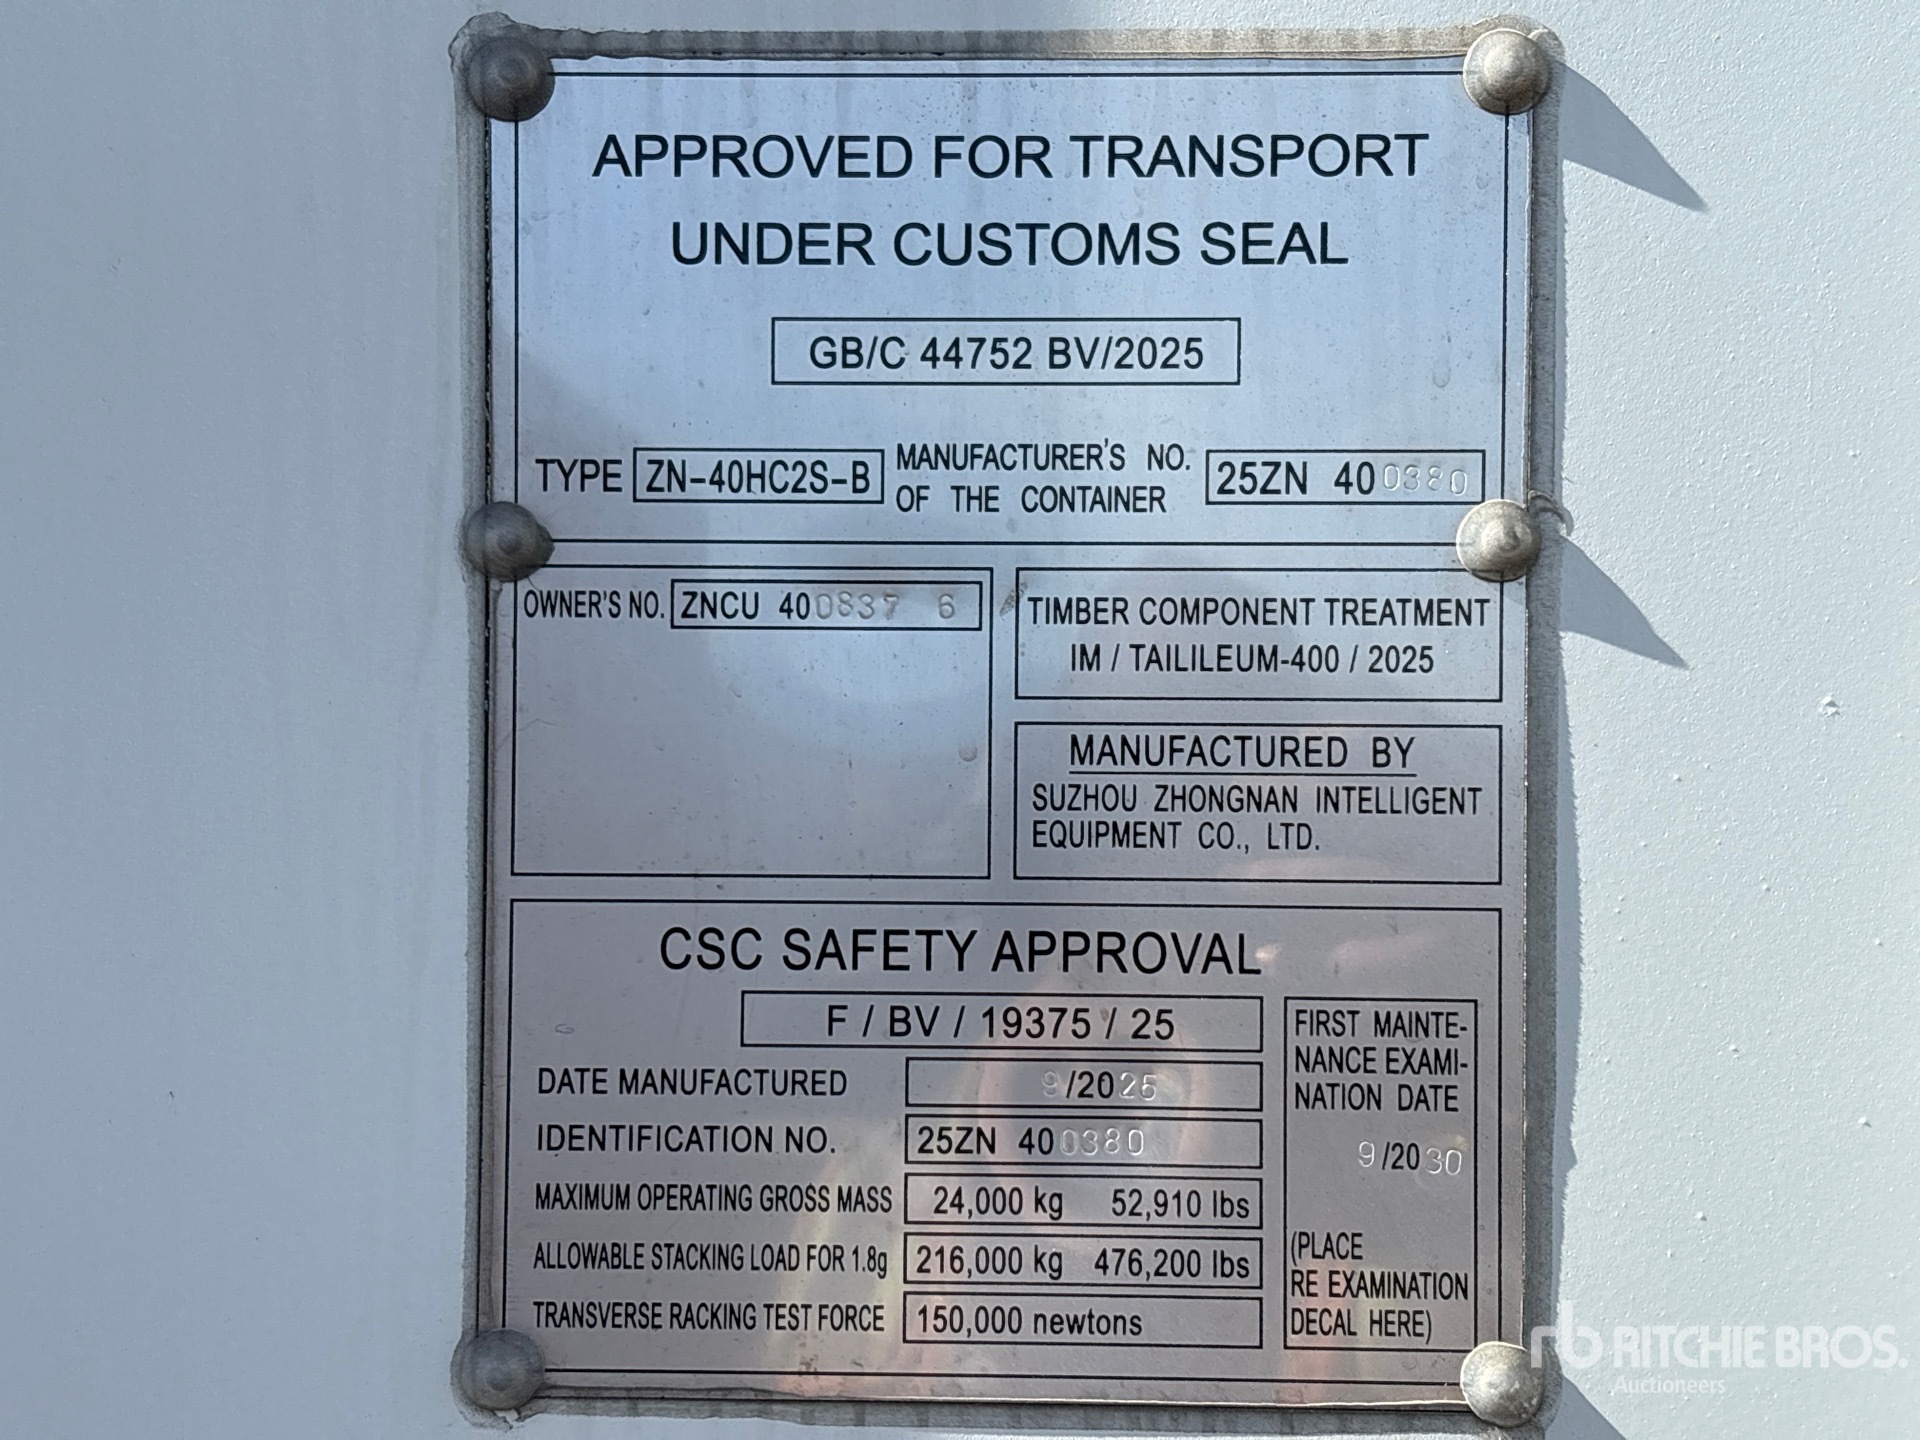 APPROVED FOR TRANSPORT
UNDER CUSTOMS SEAL
GB/C 44752 BV/2025
TYPE ZN-40HC2S-B MANUFACTURER'S NO. OF THE CONTAINER 25ZN 400380
OWNER'S NO. ZNCU 400837 6
TIMBER COMPONENT TREATMENT
IM / TAILILEUM-400 / 2025
MANUFACTURED BY
SUZHOU ZHONGNAN INTELLIGENT
EQUIPMENT CO., LTD.
CSC SAFETY APPROVAL
F / BV / 19375 / 25
DATE MANUFACTURED 9/2025
IDENTIFICATION NO. 25ZN 400380
MAXIMUM OPERATING GROSS MASS 24,000 kg 52,910 lbs
ALLOWABLE STACKING LOAD FOR 1.8g 216,000 kg 476,200 lbs
TRANSVERSE RACKING TEST FORCE 150,000 newtons
FIRST MAINTE-
NANCE EXAMI-
NATION DATE
9/2030
(PLACE
RE EXAMINATION
DECAL HERE)
rb RITCHIE BROS.
Auctioneers